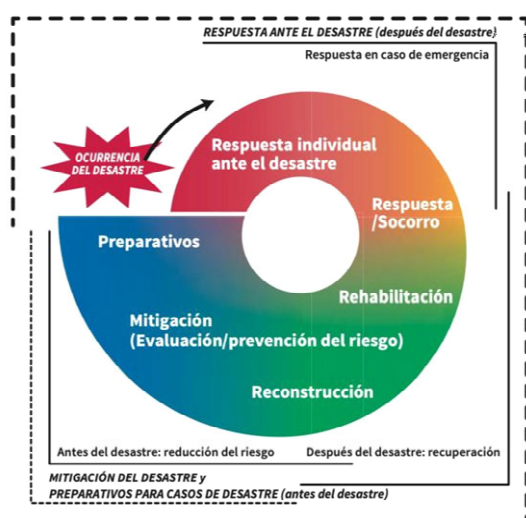 RESPUESTA ANTE EL DESASTRE (después del desastre)
Respuesta en caso de emergencia
OCURRENCIA
DEL DESASTRE
Respuesta individual
ante el desastre
Respuesta
/Socorro
Preparativos
Rehabilitación
Mitigación
(Evaluación/prevención del riesgo)
Reconstrucción
Antes del desastre: reducción del riesgo
Después del desastre: recuperación
MITIGACIÓN DEL DESASTRE y
PREPARATIVOS PARA CASOS DE DESASTRE (antes del desastre)